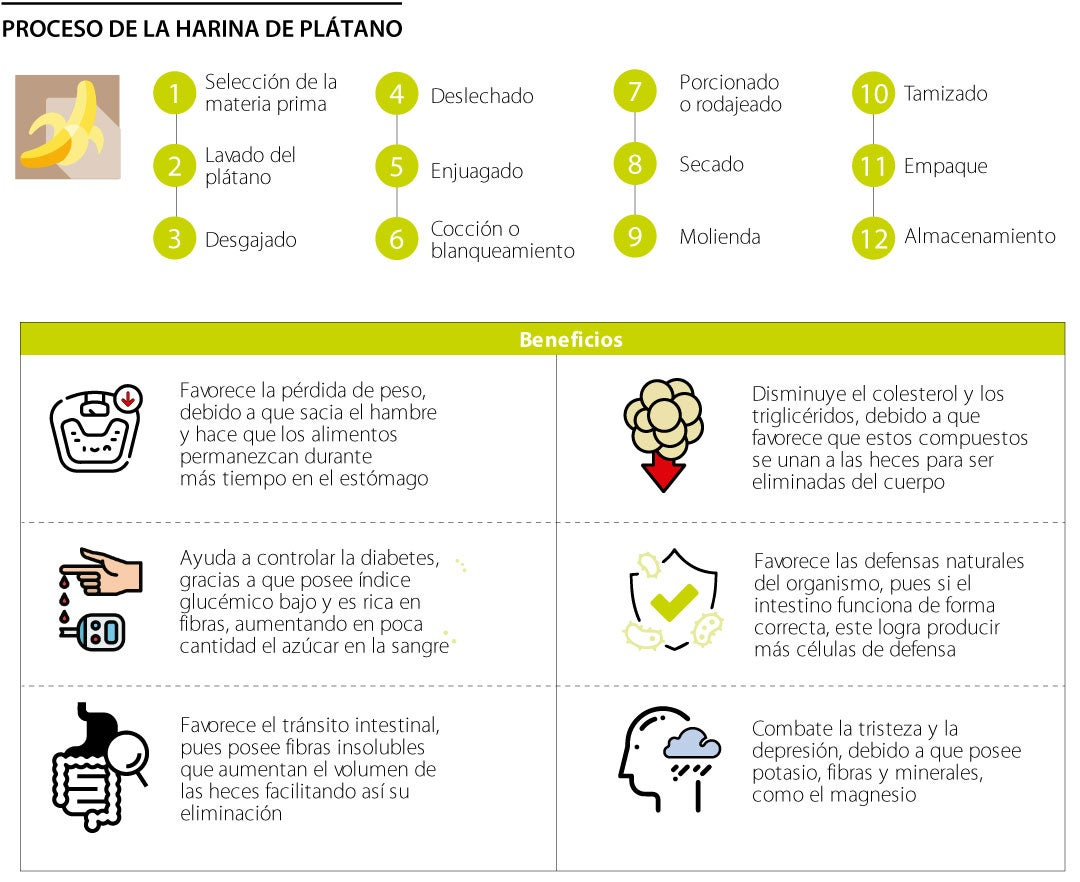 PROCESO DE LA HARINA DE PLÁTANO
1
Selección de la
materia prima
2
Lavado del
plátano
3
Desgajado
4
Deslechado
5
Enjuagado
6
Cocción o
blanqueamiento
7
Porcionado
o rodajeado
8
Secado
9
Molienda
10
Tamizado
11
Empaque
12
Almacenamiento
Beneficios
Favorece la pérdida de peso,
debido a que sacia el hambre
y hace que los alimentos
permanezcan durante
más tiempo en el estómago
Disminuye el colesterol y los
triglicéridos, debido a que
favorece que estos compuestos
se unan a las heces para ser
eliminadas del cuerpo
Ayuda a controlar la diabetes,
gracias a que posee índice
glucémico bajo y es rica en
fibras, aumentando en poca
cantidad el azúcar en la sangre
Favorece las defensas naturales
del organismo, pues si el
intestino funciona de forma
correcta, este logra producir
más células de defensa
Favorece el tránsito intestinal,
pues posee fibras insolubles
que aumentan el volumen de
las heces facilitando así su
eliminación
Combate la tristeza y la
depresión, debido a que posee
potasio, fibras y minerales,
como el magnesio